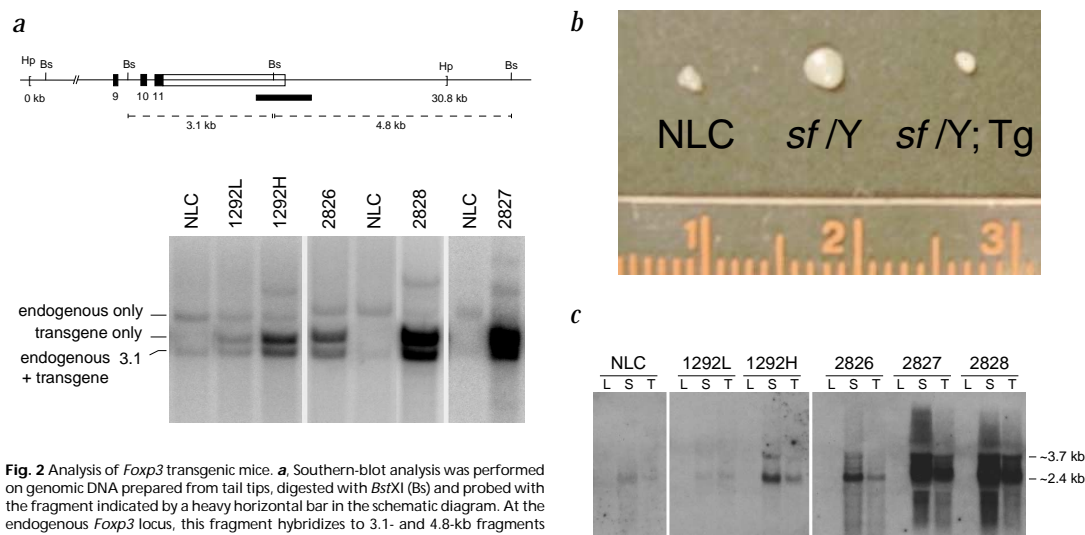 a
Hp Bs Bs Bs Hp Bs
0 kb 9 10 11 30.8 kb
3.1 kb 4.8 kb
NLC 1292L 1292H 2826 NLC 2828 NLC 2827
endogenous only
transgene only
endogenous 3.1
+ transgene
Fig. 2 Analysis of Foxp3 transgenic mice. a, Southern-blot analysis was performed
on genomic DNA prepared from tail tips, digested with BstXI (Bs) and probed with
the fragment indicated by a heavy horizontal bar in the schematic diagram. At the
endogenous Foxp3 locus, this fragment hybridizes to 3.1- and 4.8-kb fragments
b
NLC sf /Y sf /Y; Tg
1 2 3
c
NLC 1292L 1292H 2826 2827 2828
L S T L S T L S T L S T L S T L S T
~3.7 kb
~2.4 kb